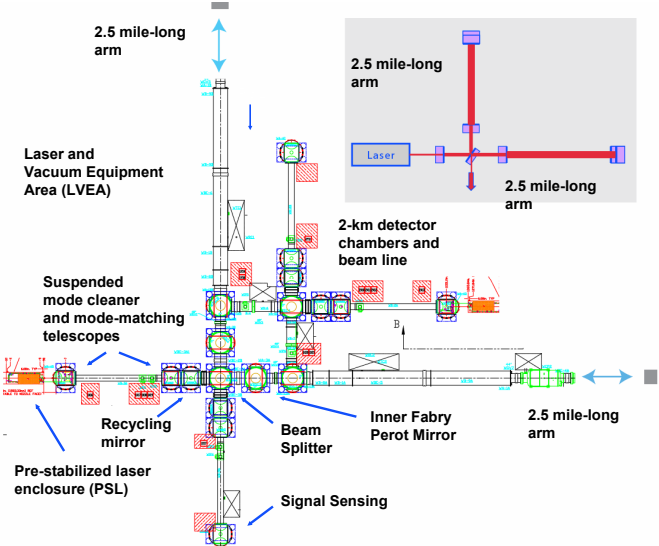 2.5 mile-long
arm
2.5 mile-long
arm
Laser
2.5 mile-long
arm
Laser and
Vacuum Equipment
Area (LVEA)
2-km detector
chambers and
beam line
Suspended
mode cleaner
and mode-matching
telescopes
B
Recycling
mirror
Beam
Splitter
Inner Fabry
Perot Mirror
2.5 mile-long
arm
Pre-stabilized laser
enclosure (PSL)
Signal Sensing